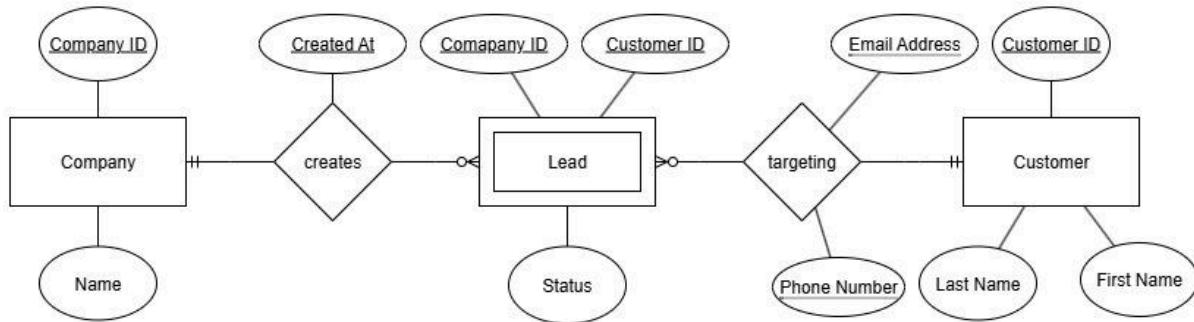 Company ID
Created At
Comapany ID
Customer ID
Email Address
Customer ID
Company
creates
Lead
targeting
Customer
Name
Status
Phone Number
Last Name
First Name